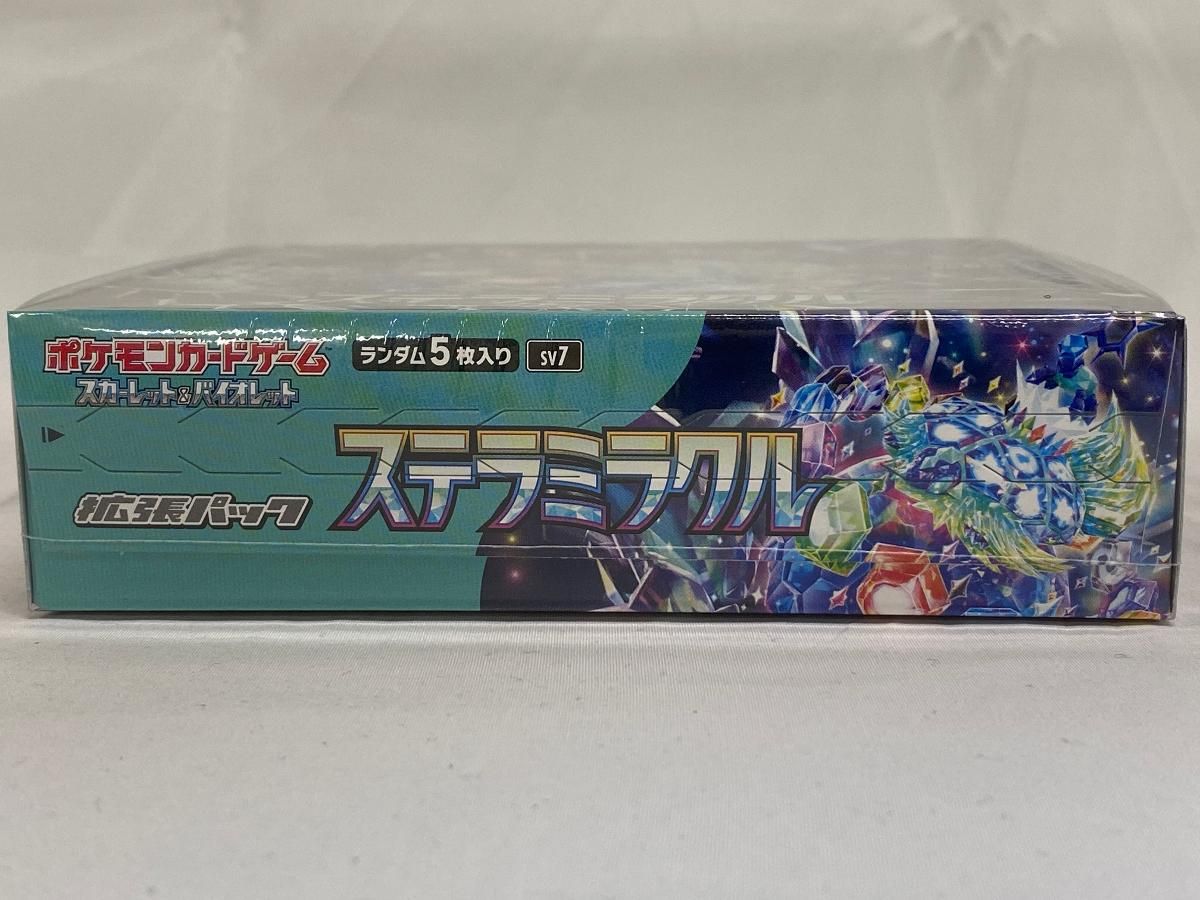 ポケモンカードゲーム
スカーレット&バイオレット
ランダム5枚入り
SV7
拡張パック
ステラミラクル